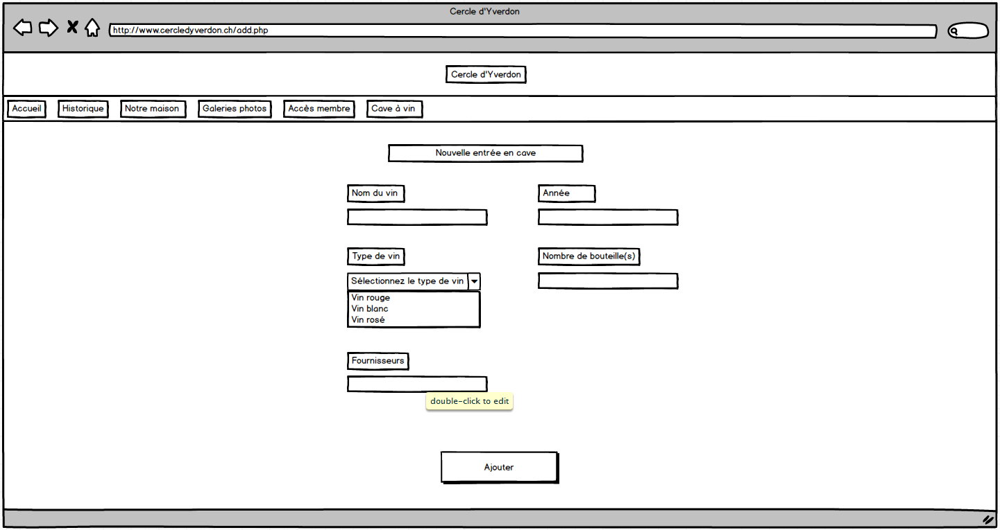 Cercle d'Yverdon
http://www.cercledyverdon.ch/add.php
Cercle d'Yverdon
Accueil Historique Notre maison Galeries photos Accès membre Cave à vin
Nouvelle entrée en cave
Nom du vin Année
Type de vin Nombre de bouteille(s)
Sélectionnez le type de vin
Vin rouge
Vin blanc
Vin rosé
Fournisseurs
double-click to edit
Ajouter